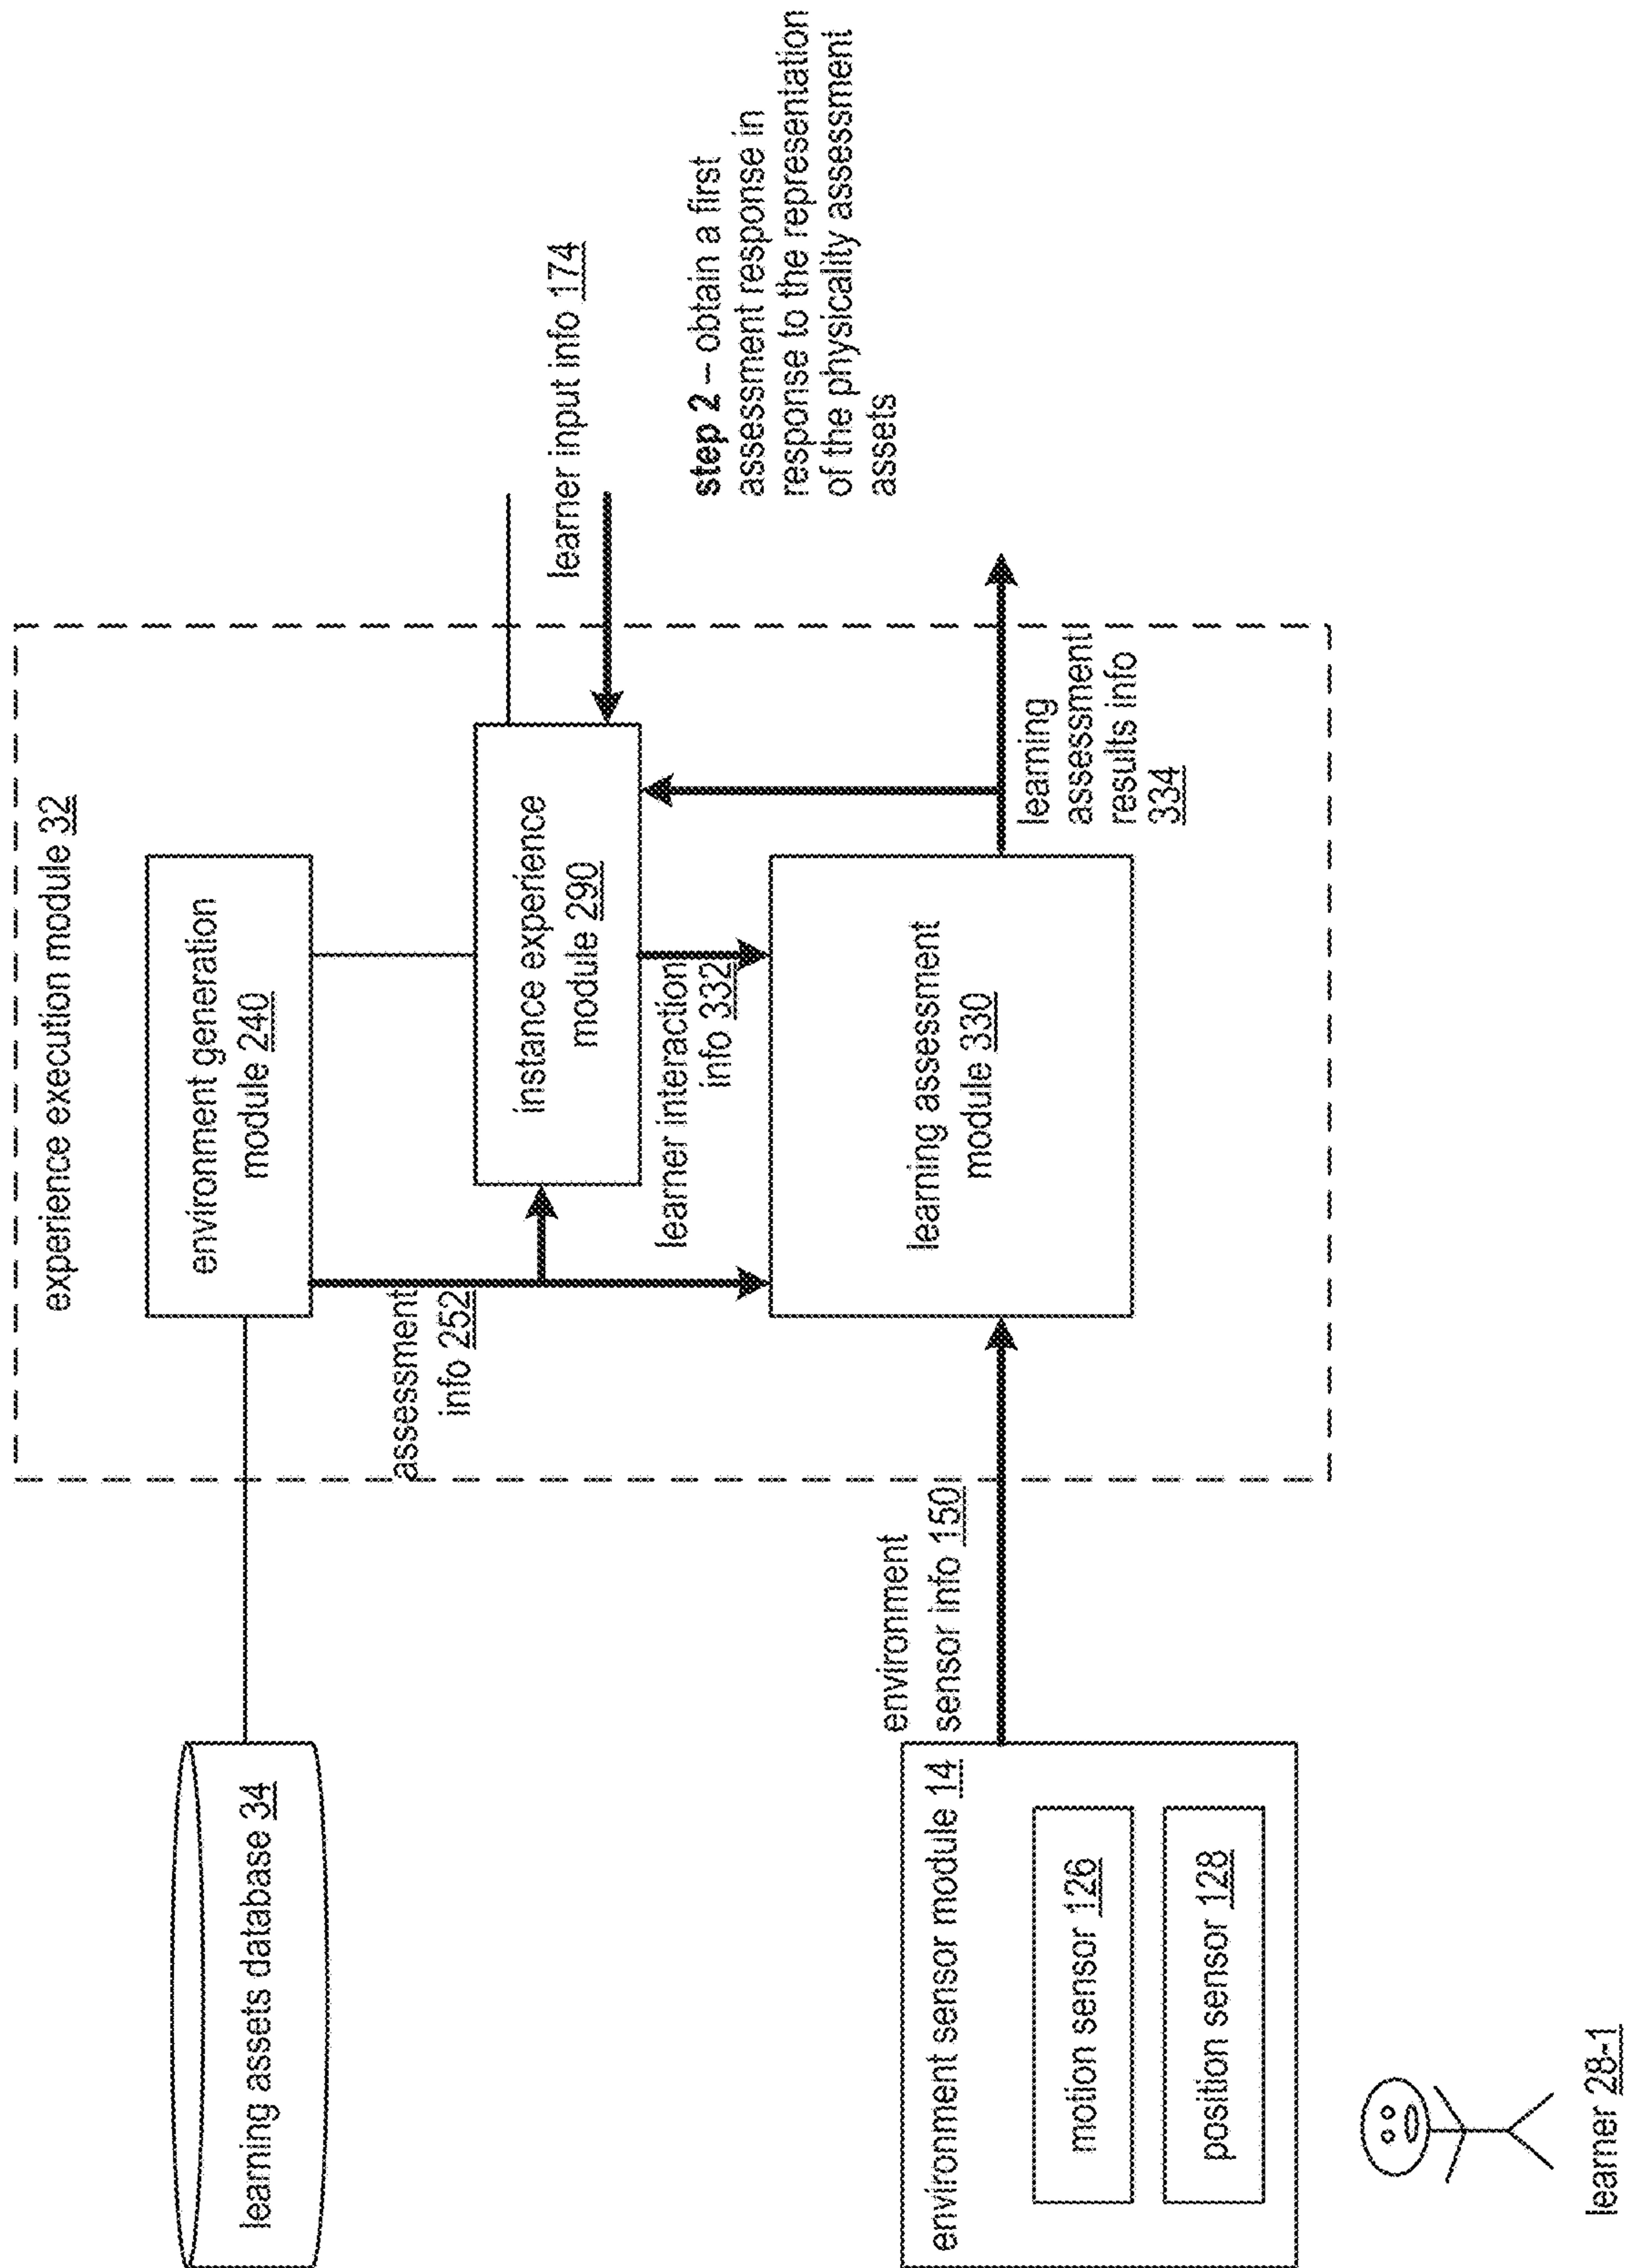 experience execution module 32
learning assets database 34
environment generation
module 240
assessment
info 252
instance experience
module 290
learner input info 174
learner interaction
info 332
step 2 – obtain a first
assessment response in
response to the representation
of the physicality assessment
assets
environment
sensor info 150
environment sensor module 14
motion sensor 126
position sensor 128
learning assessment
module 330
learning
assessment
results info
334
learner 28-1